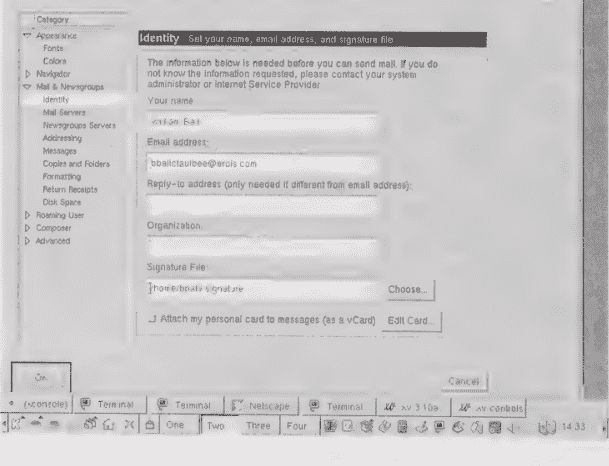 Category
Appearance
Fonts
Colors
Navigator
Mail & Newsgroups
Identity
Mail Servers
Newsgroups Servers
Addressing
Messages
Copies and Folders
Formatting
Return Receipts
Disk Space
Roaming User
Composer
Advanced
Identity Set your name, email address, and signature file
The information below is needed before you can send mail. If you do
not know the information requested, please contact your system
administrator or Internet Service Provider
Your name
Ball
Email address:
Reply-to address (only needed if different from email address):
Organization:
Signature File:
Choose...
Attach my personal card to messages (as a vCard) Edit Card...
Cancel
(xconsole) Terminal Terminal Netscape Terminal xv controls
One Two Three Four 14:33